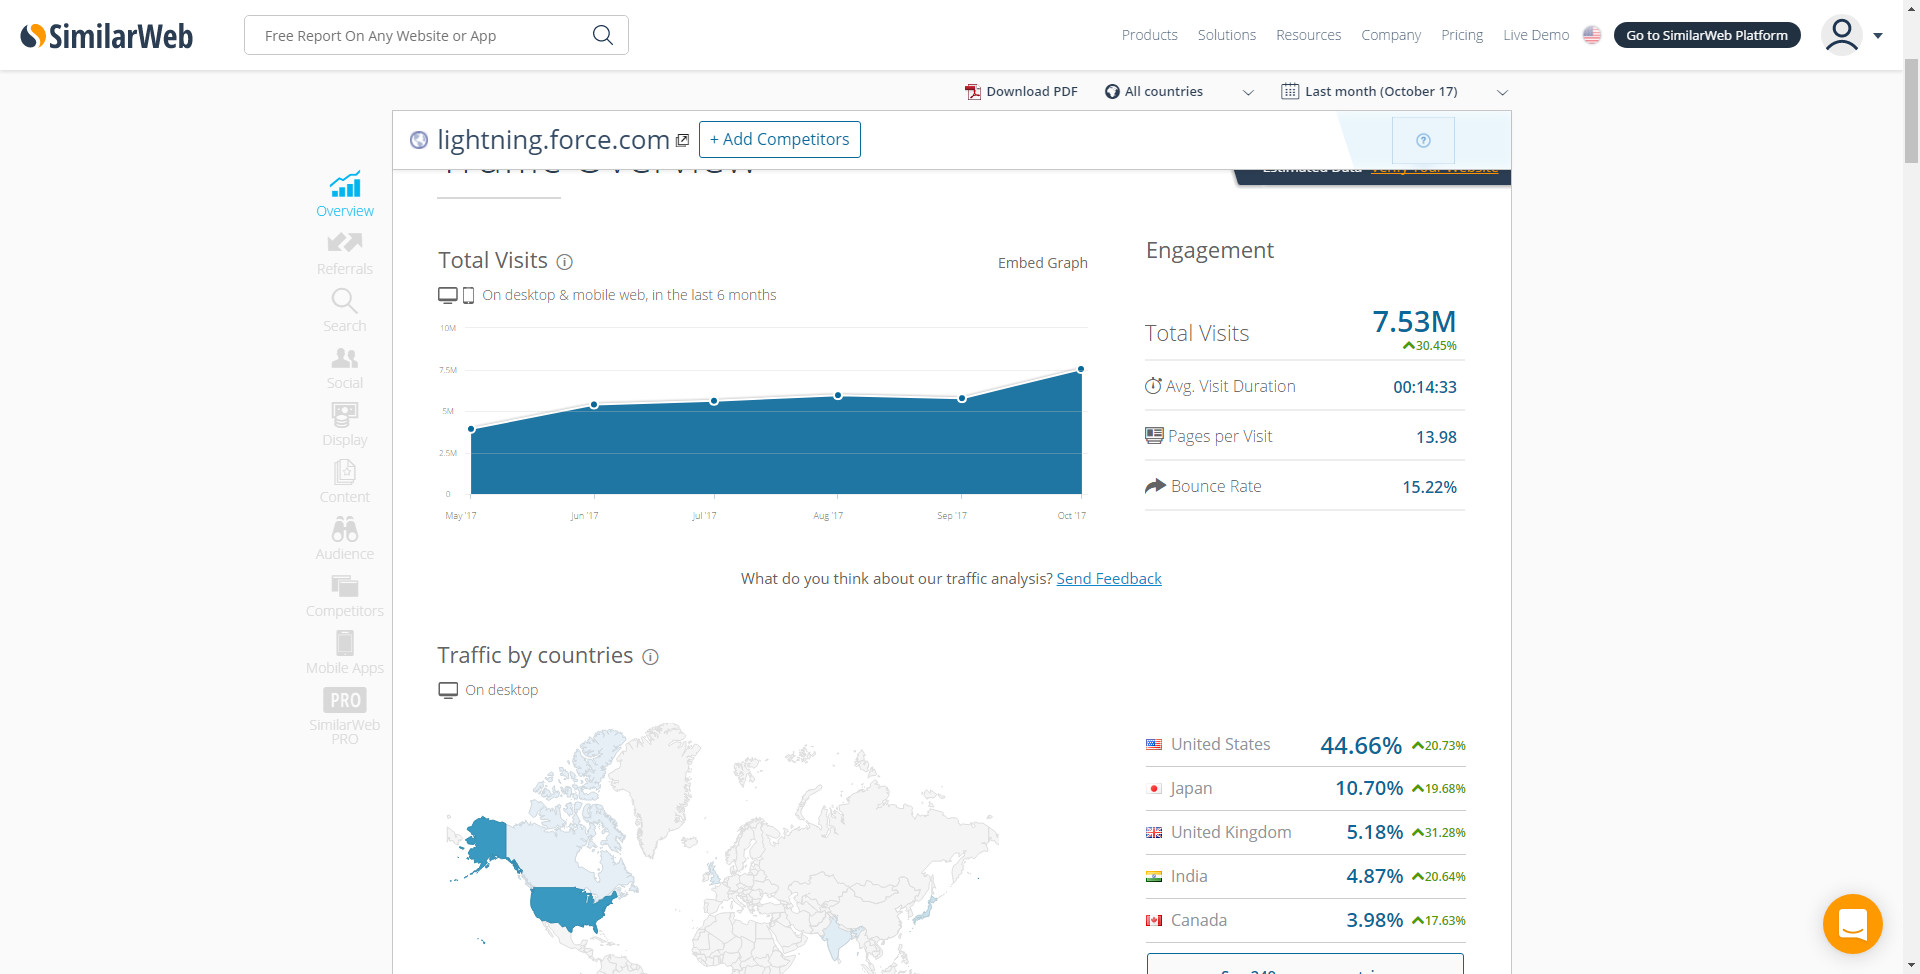 SimilarWeb
Free Report On Any Website or App
Products
Solutions
Resources
Company
Pricing
Live Demo
Go to SimilarWeb Platform
Download PDF
All countries
Last month (October 17)
lightning.force.com
+ Add Competitors
?
Traffic Overview
Estimated Data Verify Your Website
Overview
Referrals
Search
Social
Display
Content
Audience
Competitors
Mobile Apps
PRO
SimilarWeb
PRO
Total Visits
Embed Graph
On desktop & mobile web, in the last 6 months
10M
7.5M
5M
2.5M
0
May '17
Jun '17
Jul '17
Aug '17
Sep '17
Oct '17
Engagement
Total Visits
7.53M
30.45%
Avg. Visit Duration 00:14:33
Pages per Visit 13.98
Bounce Rate 15.22%
What do you think about our traffic analysis? Send Feedback
Traffic by countries
On desktop
United States 44.66% 20.73%
Japan 10.70% 19.68%
United Kingdom 5.18% 31.28%
India 4.87% 20.64%
Canada 3.98% 17.63%